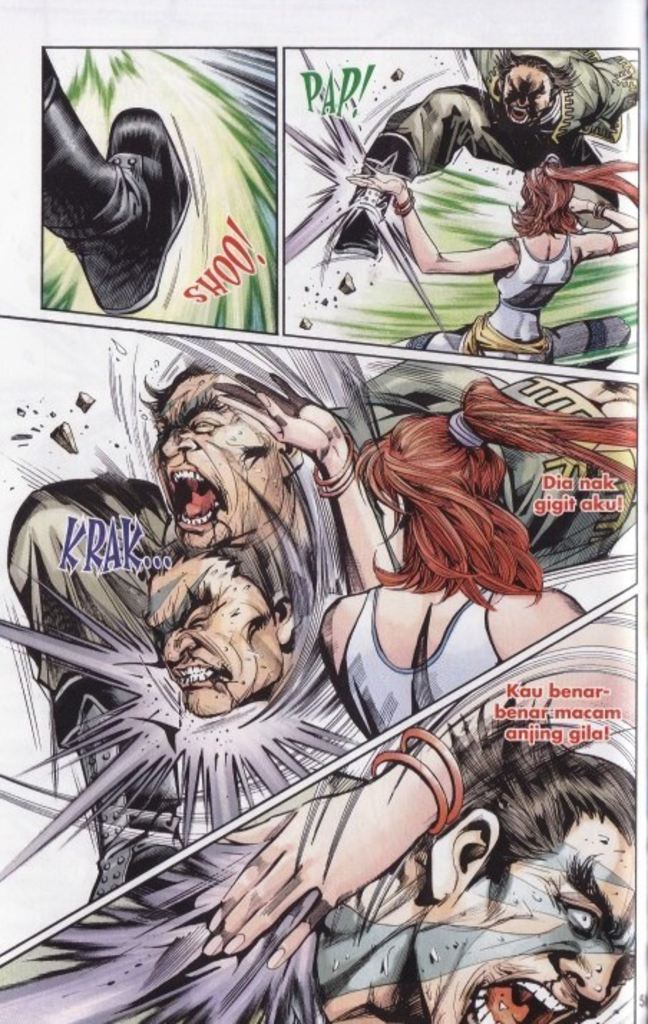 SHOO!
PAP!
KRAK...
Dia nak
gigit aku!
Kau benar-
benar macam
anjing gila!